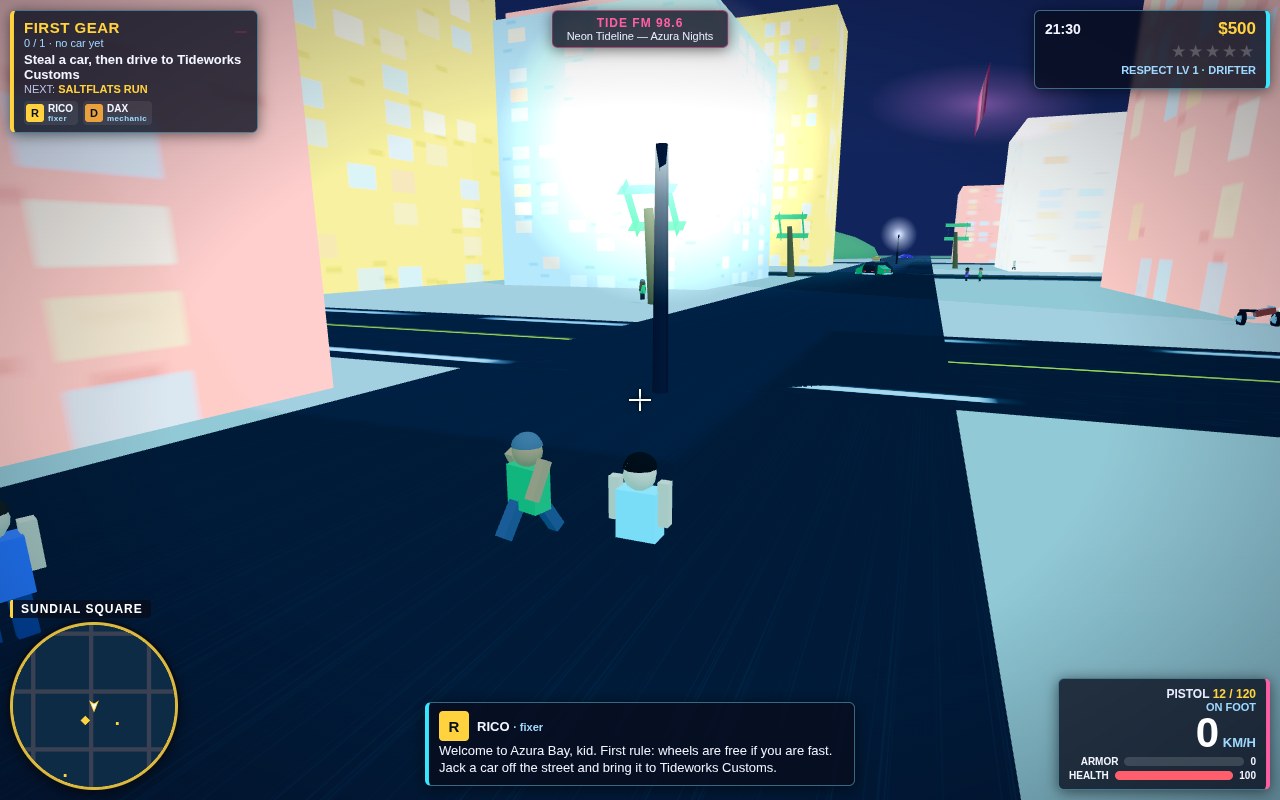 FIRST GEAR
0 / 1 · no car yet
Steal a car, then drive to Tideworks
Customs
NEXT: SALTFLATS RUN
R RICO fixer
D DAX mechanic
TIDE FM 98.6
Neon Tideline — Azura Nights
21:30 $500
★★★★★
RESPECT LV 1 · DRIFTER
SUNDIAL SQUARE
R RICO · fixer
Welcome to Azura Bay, kid. First rule: wheels are free if you are fast.
Jack a car off the street and bring it to Tideworks Customs.
PISTOL 12 / 120
ON FOOT
0 KM/H
ARMOR 0
HEALTH 100